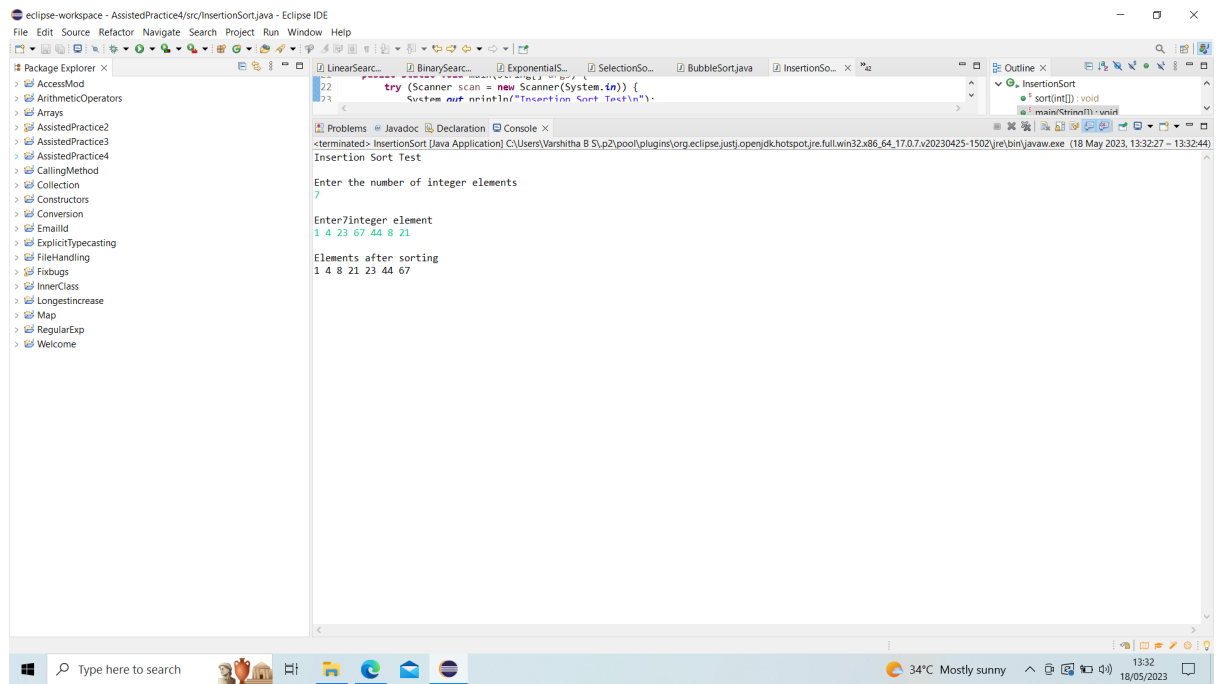 eclipse-workspace - AssistedPractice4/src/InsertionSort.java - Eclipse IDE
File Edit Source Refactor Navigate Search Project Run Window Help
Package Explorer
AccessMod
ArithmeticOperators
Arrays
AssistedPractice2
AssistedPractice3
AssistedPractice4
CallingMethod
Collection
Constructors
Conversion
EmailId
ExplicitTypecasting
FileHandling
Fixbugs
InnerClass
Longestincrease
Map
RegularExp
Welcome
LinearSearc... BinarySearc... ExponentialS... SelectionSo... BubbleSort.java InsertionSo... 42
22 try (Scanner scan = new Scanner(System.in)) {
23 System.out.println("Insertion Sort Test\n");
Outline
InsertionSort
sort(int[]) : void
main(String[]) : void
Problems Javadoc Declaration Console
<terminated> InsertionSort [Java Application] C:\Users\Varshitha B S\.p2\pool\plugins\org.eclipse.justj.openjdk.hotspot.jre.full.win32.x86_64_17.0.7.v20230425-1502\jre\bin\javaw.exe (18 May 2023, 13:32:27 – 13:32:44)
Insertion Sort Test
Enter the number of integer elements
7
Enter7integer element
1 4 23 67 44 8 21
Elements after sorting
1 4 8 21 23 44 67
Type here to search
34°C Mostly sunny
13:32
18/05/2023